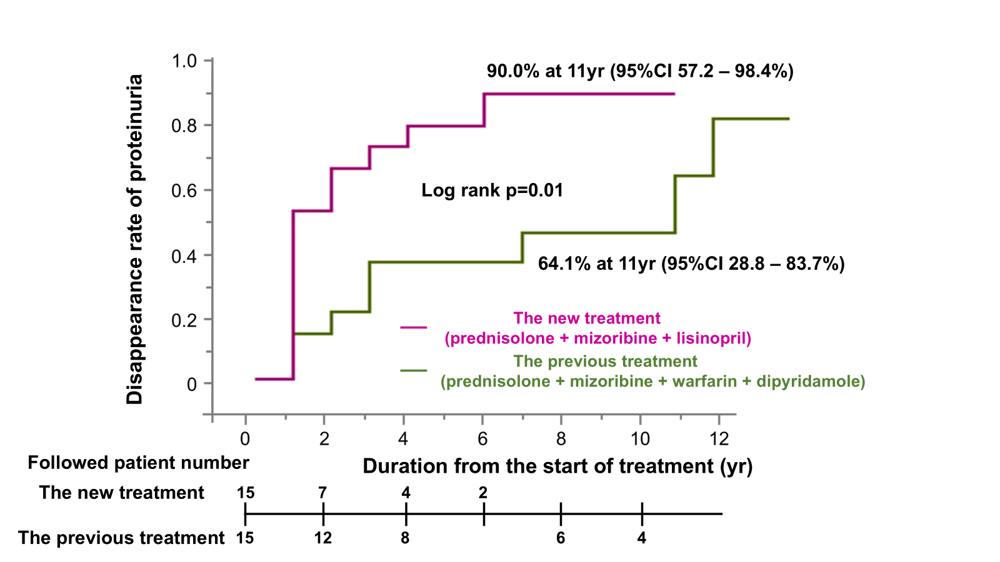 1.0
0.8
0.6
0.4
0.2
0
Disappearance rate of proteinuria
90.0% at 11yr (95%CI 57.2 – 98.4%)
Log rank p=0.01
64.1% at 11yr (95%CI 28.8 – 83.7%)
The new treatment
(prednisolone + mizoribine + lisinopril)
The previous treatment
(prednisolone + mizoribine + warfarin + dipyridamole)
0 2 4 6 8 10 12
Duration from the start of treatment (yr)
Followed patient number
The new treatment 15 7 4 2
The previous treatment 15 12 8 6 4